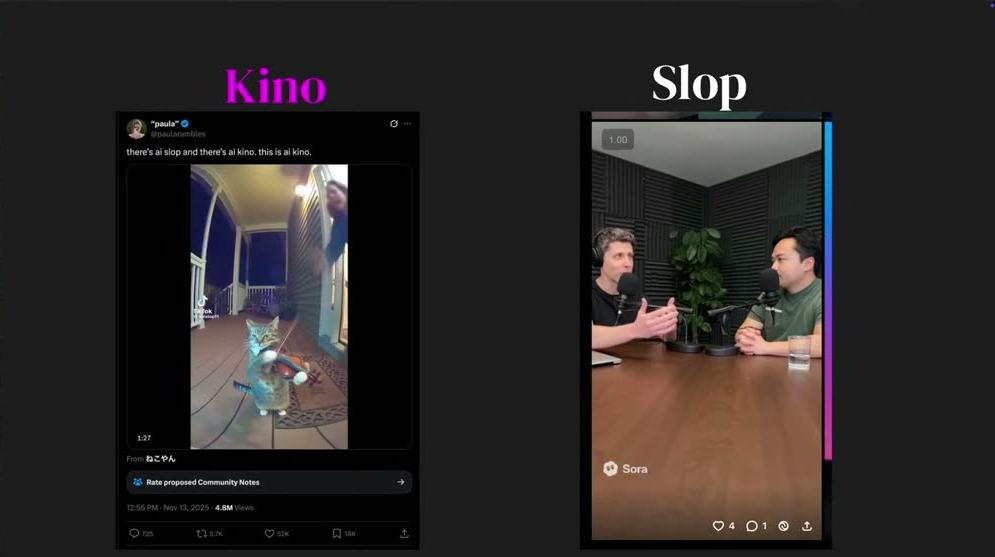 Kino
Slop
"paula"
@paularambles
there's ai slop and there's ai kino. this is ai kino.
TikTok
1:27
From ねこやん
Rate proposed Community Notes
12:56 PM · Nov 13, 2025 · 4.8M Views
725
5.7K
52K
18K
1.00
Sora
4
1